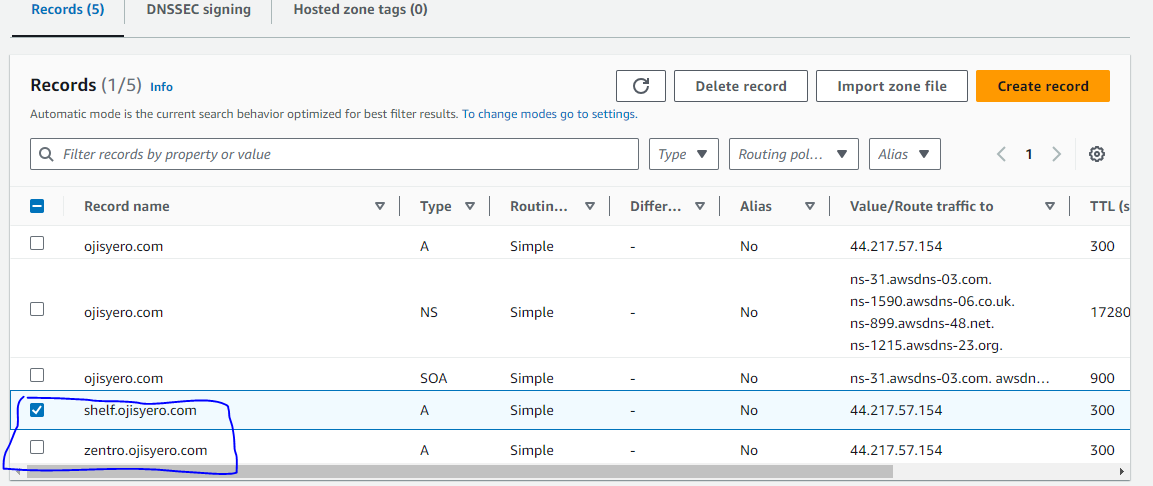 Records (5) DNSSEC signing Hosted zone tags (0)
Records (1/5) Info Delete record Import zone file Create record
Automatic mode is the current search behavior optimized for best filter results. To change modes go to settings.
Filter records by property or value Type Routing pol... Alias 1
Record name Type Routin... Differ... Alias Value/Route traffic to TTL (s
ojisyero.com A Simple - No 44.217.57.154 300
ojisyero.com NS Simple - No ns-31.awsdns-03.com. 17280
ns-1590.awsdns-06.co.uk.
ns-899.awsdns-48.net.
ns-1215.awsdns-23.org.
ojisyero.com SOA Simple - No ns-31.awsdns-03.com. awsdn... 900
shelf.ojisyero.com A Simple - No 44.217.57.154 300
zentro.ojisyero.com A Simple - No 44.217.57.154 300